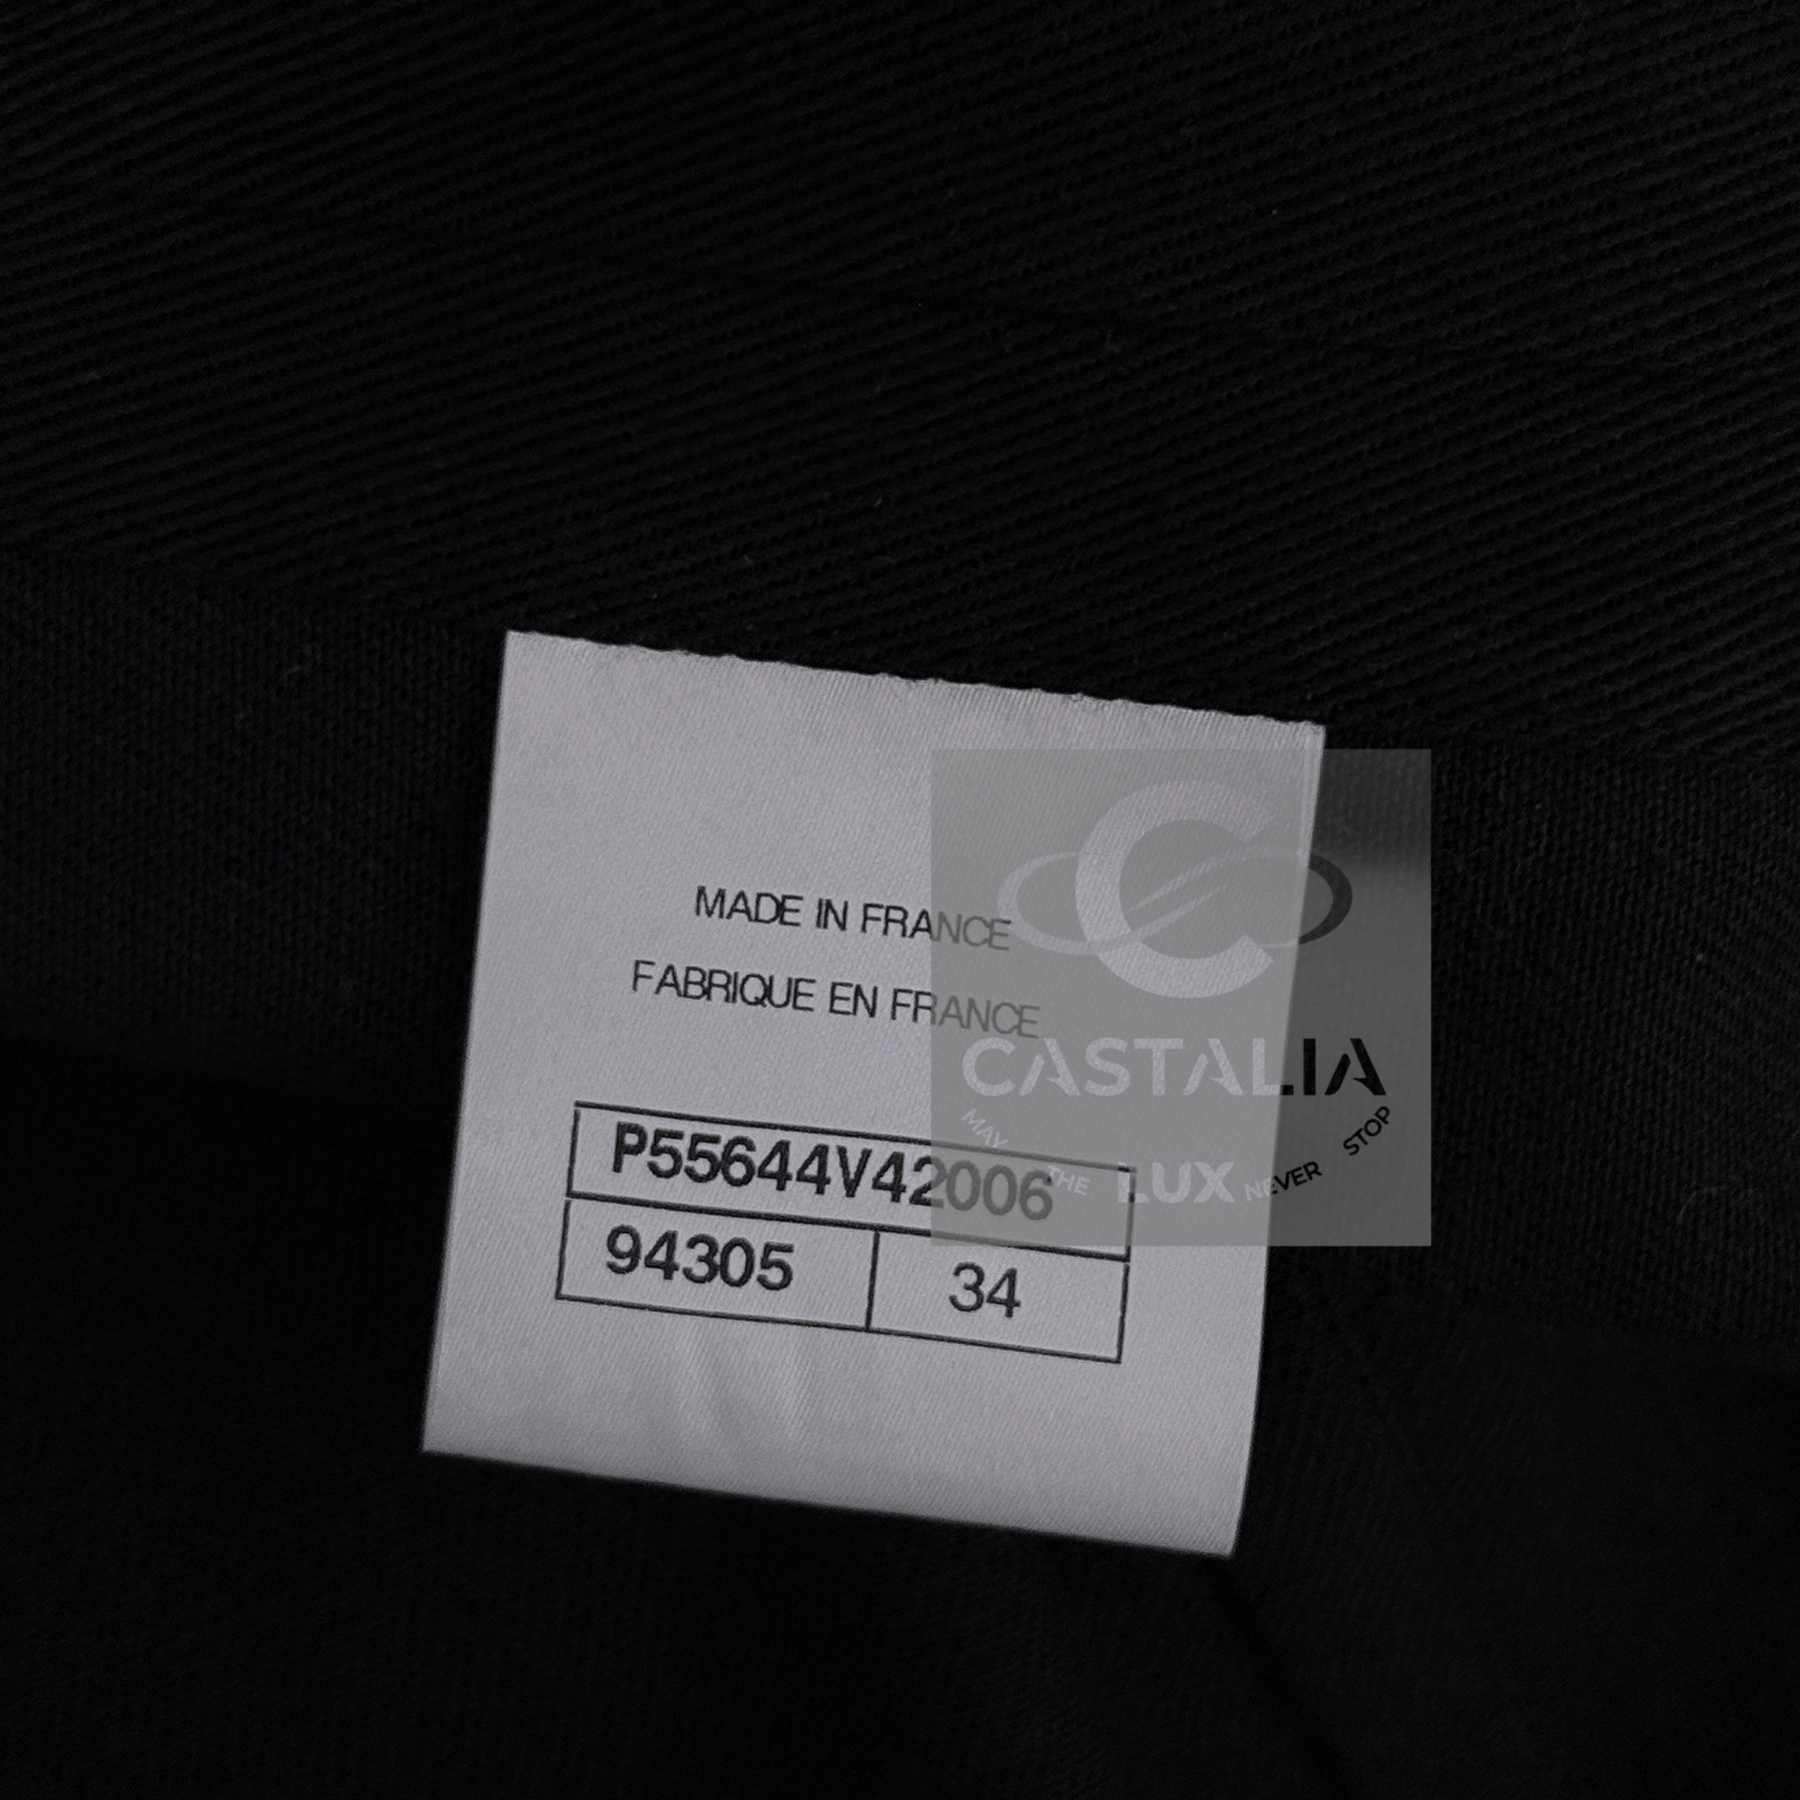 MADE IN FRANCE
FABRIQUE EN FRANCE
CASTALIA
MAY THE LUX NEVER STOP
P55644V42006
94305 34